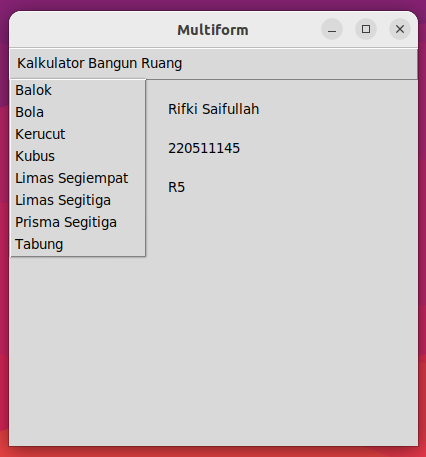 Multiform
Kalkulator Bangun Ruang
Balok
Bola
Kerucut
Kubus
Limas Segiempat
Limas Segitiga
Prisma Segitiga
Tabung
Rifki Saifullah
220511145
R5